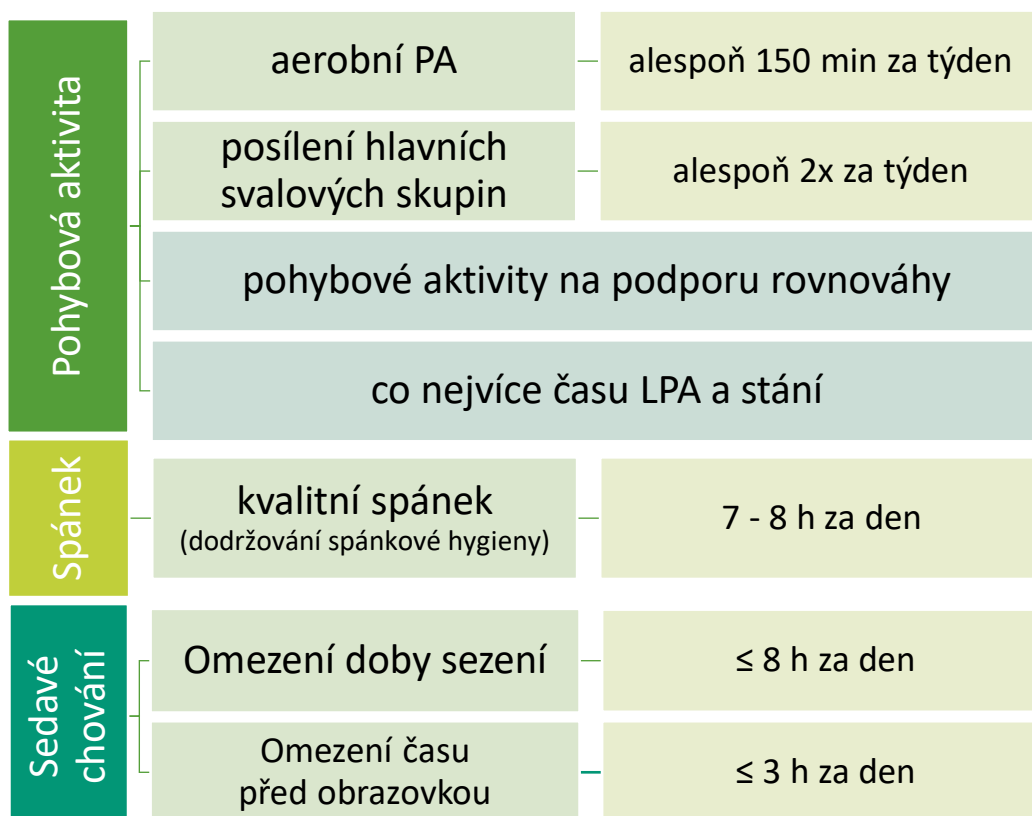 Pohybová aktivita
aerobní PA
alespoň 150 min za týden
posílení hlavních
svalových skupin
alespoň 2x za týden
pohybové aktivity na podporu rovnováhy
co nejvíce času LPA a stání
Spánek
kvalitní spánek
(dodržování spánkové hygieny)
7 - 8 h za den
Sedavé
chování
Omezení doby sezení
≤ 8 h za den
Omezení času
před obrazovkou
≤ 3 h za den